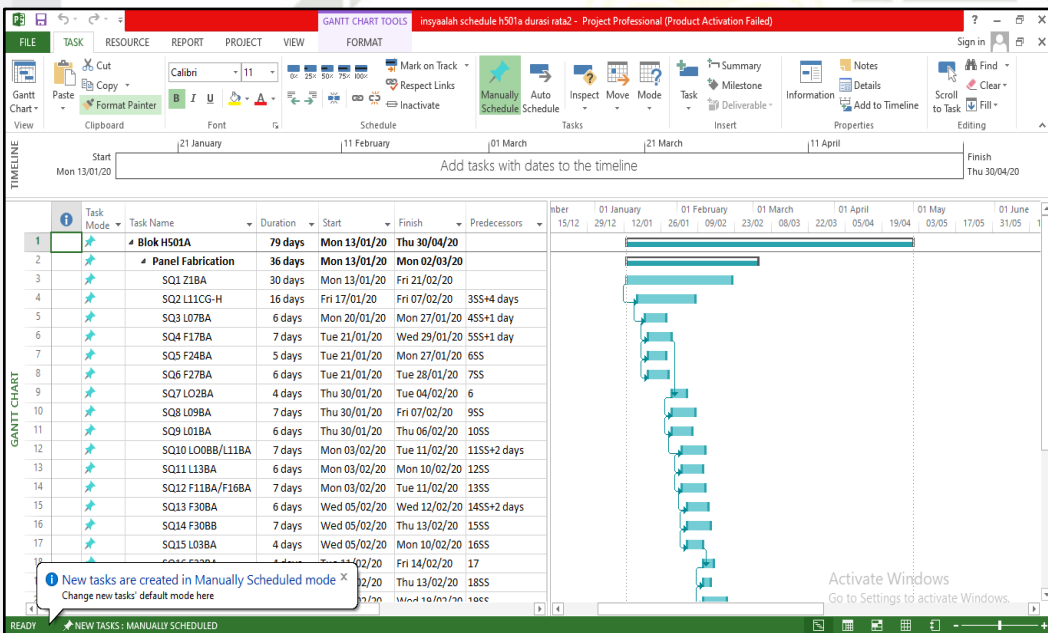 GANTT CHART TOOLS insyaalah schedule h501a durasi rata2 - Project Professional (Product Activation Failed)
FILE TASK RESOURCE REPORT PROJECT VIEW FORMAT Sign in
Gantt Chart
View
Paste
Cut
Copy
Format Painter
Clipboard
Calibri 11
B I U A
Font
0× 25× 50× 75× 100×
Mark on Track
Respect Links
Inactivate
Schedule
Manually Schedule
Auto Schedule
Inspect Move Mode
Tasks
Task
Summary
Milestone
Deliverable
Insert
Information
Notes
Details
Add to Timeline
Properties
Scroll to Task
Find
Clear
Fill
Editing
TIMELINE
21 January 11 February 01 March 21 March 11 April
Start
Mon 13/01/20
Add tasks with dates to the timeline
Finish
Thu 30/04/20
GANTT CHART
Task Mode Task Name Duration Start Finish Predecessors
nber 01 January 01 February 01 March 01 April 01 May 01 June
15/12 29/12 12/01 26/01 09/02 23/02 08/03 22/03 05/04 19/04 03/05 17/05 31/05 1
1 Blok H501A 79 days Mon 13/01/20 Thu 30/04/20
2 Panel Fabrication 36 days Mon 13/01/20 Mon 02/03/20
3 SQ1 Z1BA 30 days Mon 13/01/20 Fri 21/02/20
4 SQ2 L11CG-H 16 days Fri 17/01/20 Fri 07/02/20 3SS+4 days
5 SQ3 L07BA 6 days Mon 20/01/20 Mon 27/01/20 4SS+1 day
6 SQ4 F17BA 7 days Tue 21/01/20 Wed 29/01/20 5SS+1 day
7 SQ5 F24BA 5 days Tue 21/01/20 Mon 27/01/20 6SS
8 SQ6 F27BA 6 days Tue 21/01/20 Tue 28/01/20 7SS
9 SQ7 LO2BA 4 days Thu 30/01/20 Tue 04/02/20 6
10 SQ8 L09BA 7 days Thu 30/01/20 Fri 07/02/20 9SS
11 SQ9 L01BA 6 days Thu 30/01/20 Thu 06/02/20 10SS
12 SQ10 LO0BB/L11BA 7 days Mon 03/02/20 Tue 11/02/20 11SS+2 days
13 SQ11 L13BA 6 days Mon 03/02/20 Mon 10/02/20 12SS
14 SQ12 F11BA/F16BA 7 days Mon 03/02/20 Tue 11/02/20 13SS
15 SQ13 F30BA 6 days Wed 05/02/20 Wed 12/02/20 14SS+2 days
16 SQ14 F30BB 7 days Wed 05/02/20 Thu 13/02/20 15SS
17 SQ15 L03BA 4 days Wed 05/02/20 Mon 10/02/20 16SS
Fri 14/02/20 17
02/20 Thu 13/02/20 18SS
Wed 19/02/20 19SS
New tasks are created in Manually Scheduled mode X
Change new tasks' default mode here
Activate Windows
Go to Settings to activate Windows.
READY NEW TASKS : MANUALLY SCHEDULED